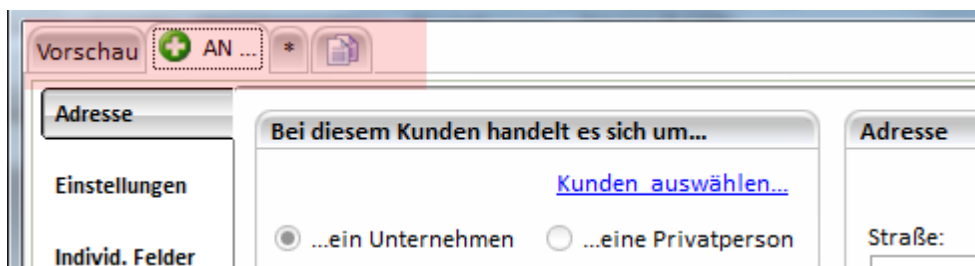 Vorschau AN ... *
Adresse
Bei diesem Kunden handelt es sich um...
Adresse
Einstellungen
Kunden auswählen...
...ein Unternehmen ...eine Privatperson
Straße:
Individ. Felder